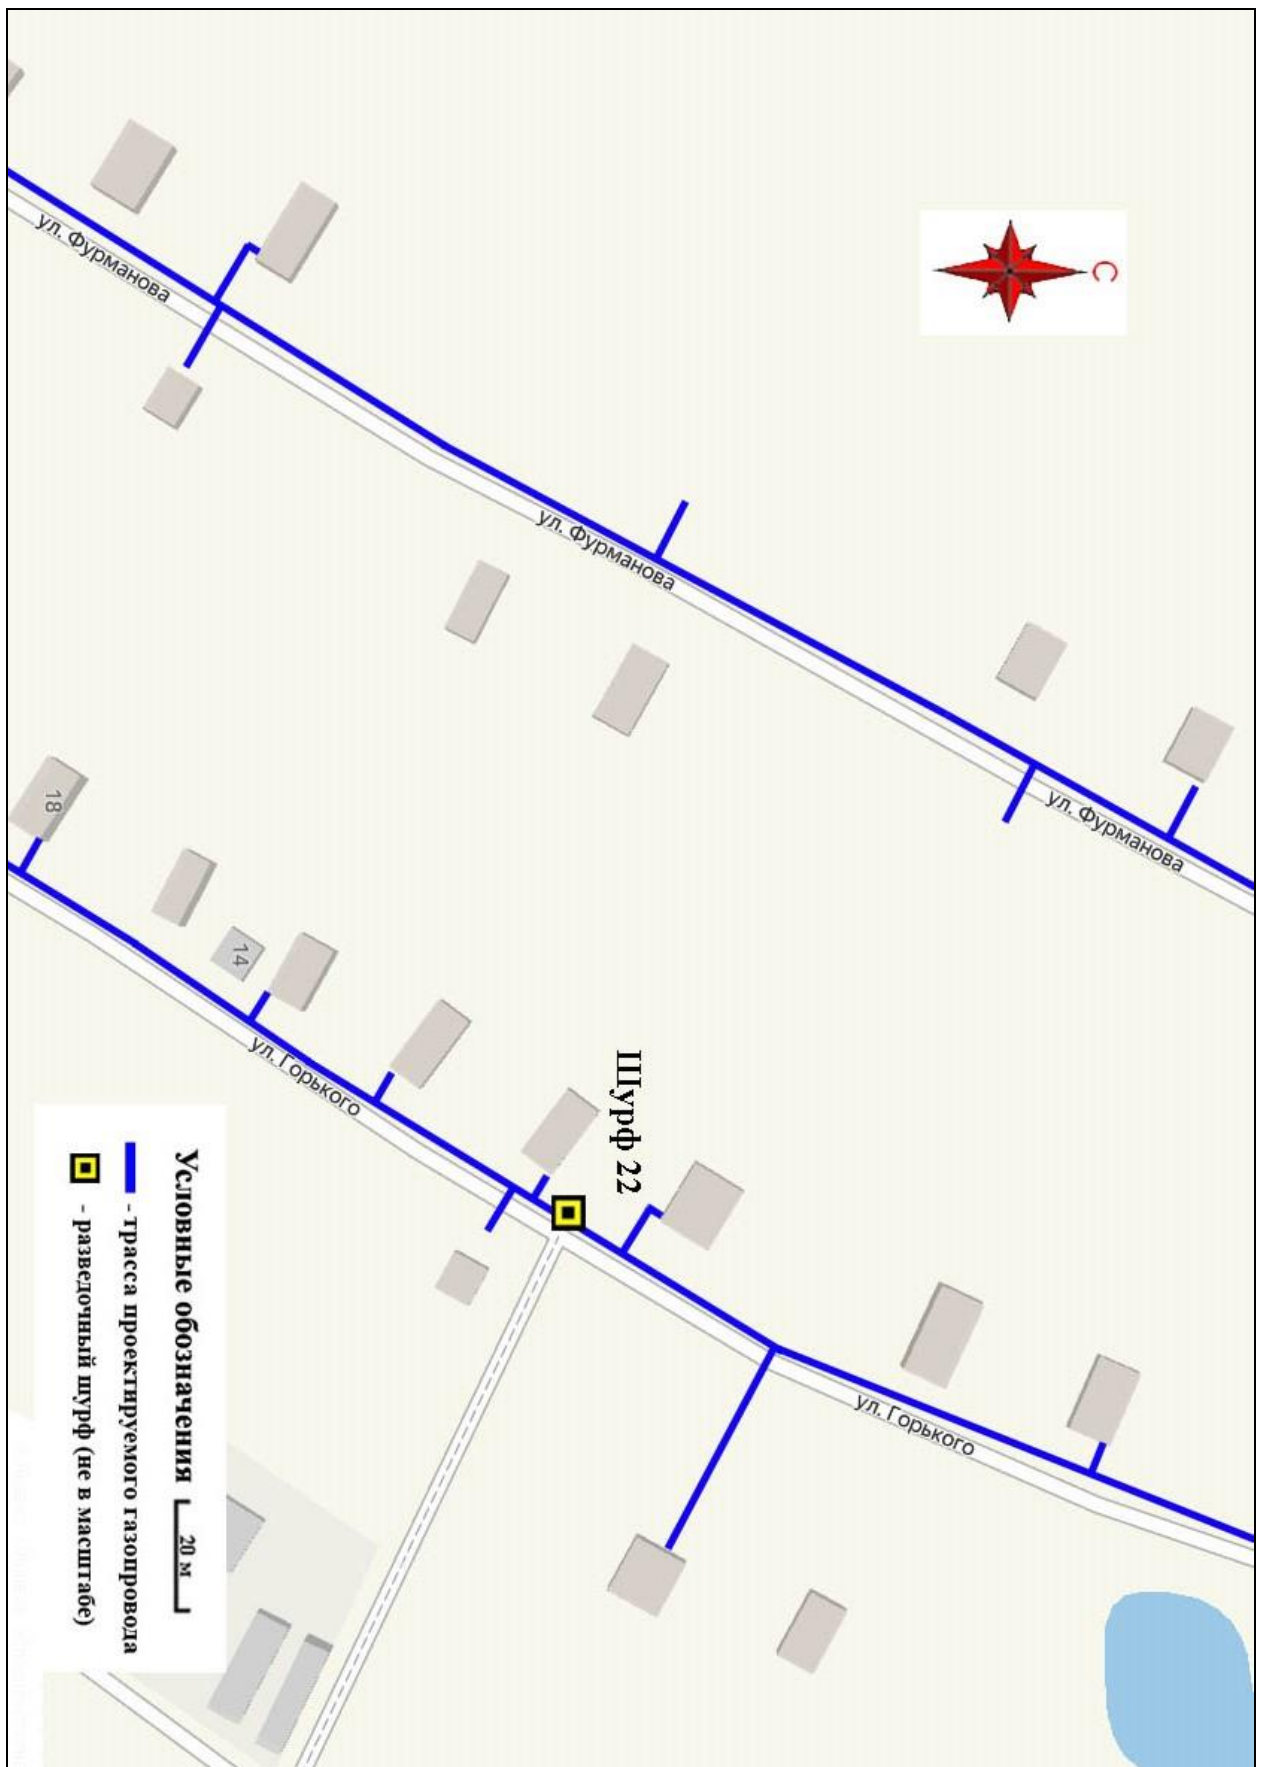 С
ул. Фурманова
ул. Фурманова
ул. Фурманова
18
14
ул. Горького
Шурф 22
ул. Горького
Условные обозначения
20 м
- трасса проектируемого газопровода
- разведочный шурф (не в масштабе)